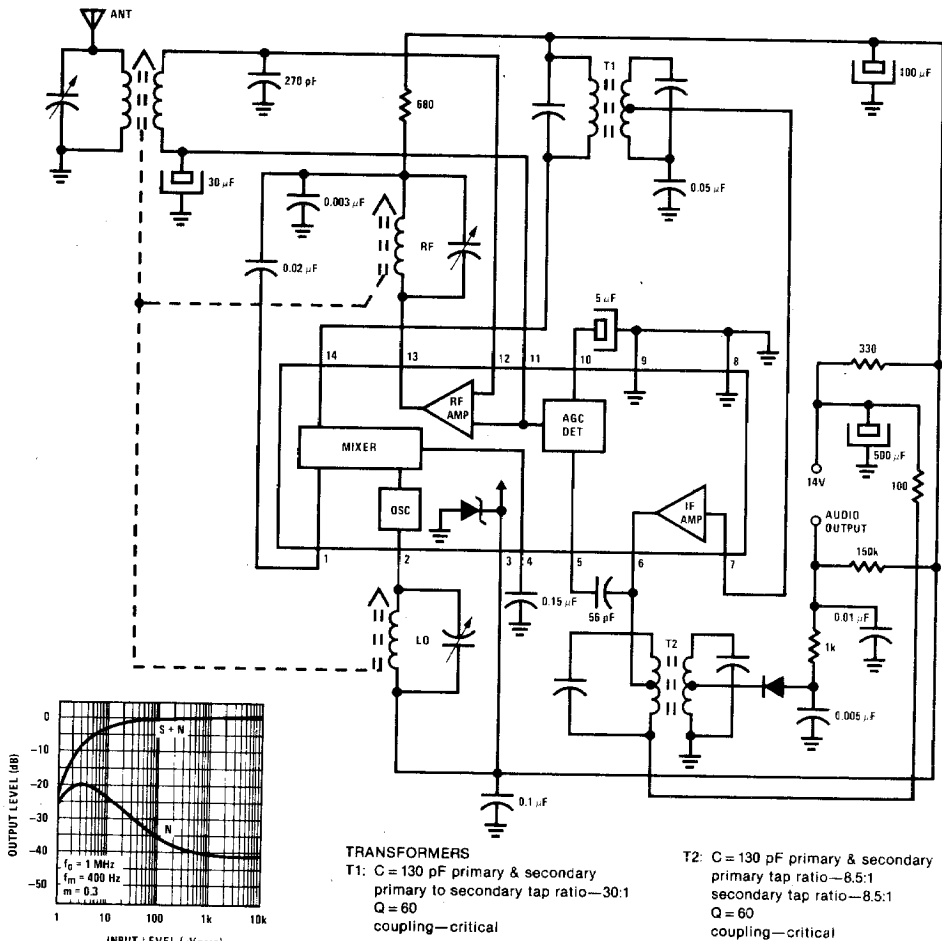 ANT
270 pF
680
T1
100 µF
30 µF
0.003 µF
0.05 µF
RF
0.02 µF
5 µF
14
13
12
11
10
9
8
330
RF
AMP
AGC
DET
MIXER
500 µF
OSC
14V
100
IF
AMP
AUDIO
OUTPUT
1
2
3
4
5
6
7
150k
0.15 µF
56 pF
0.01 µF
LO
T2
1k
0.005 µF
0.1 µF
OUTPUT LEVEL (dB)
0
-10
-20
-30
-40
-50
S + N
N
fo = 1 MHz
fm = 400 Hz
m = 0.3
1
10
100
1k
10k
INPUT LEVEL
TRANSFORMERS
T1: C = 130 pF primary & secondary
primary to secondary tap ratio—30:1
Q = 60
coupling—critical
T2: C = 130 pF primary & secondary
primary tap ratio—8.5:1
secondary tap ratio—8.5:1
Q = 60
coupling—critical